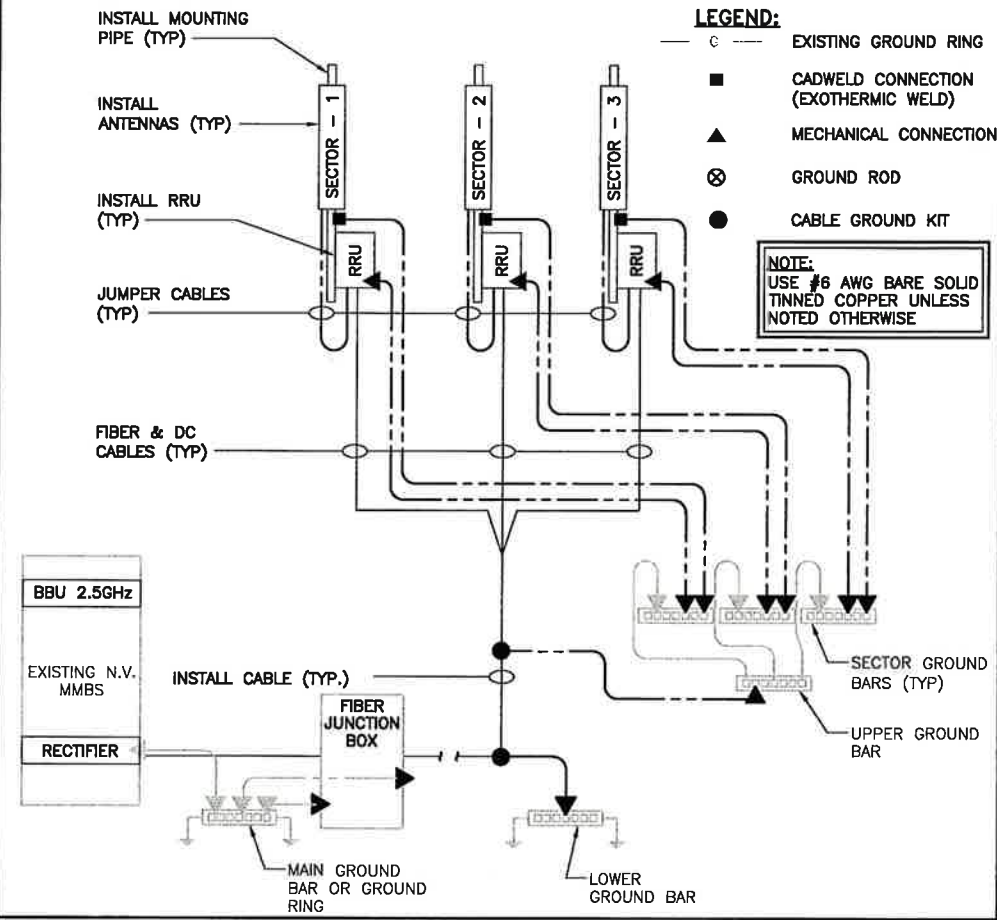 INSTALL MOUNTING
PIPE (TYP)
INSTALL
ANTENNAS (TYP)
INSTALL RRU
(TYP)
JUMPER CABLES
(TYP)
FIBER & DC
CABLES (TYP)
SECTOR - 1
SECTOR - 2
SECTOR - 3
RRU
RRU
RRU
LEGEND:
G
EXISTING GROUND RING
CADWELD CONNECTION
(EXOTHERMIC WELD)
MECHANICAL CONNECTION
GROUND ROD
CABLE GROUND KIT
NOTE:
USE #6 AWG BARE SOLID
TINNED COPPER UNLESS
NOTED OTHERWISE
BBU 2.5GHz
EXISTING N.V.
MMBS
RECTIFIER
INSTALL CABLE (TYP.)
FIBER
JUNCTION
BOX
SECTOR GROUND
BARS (TYP)
UPPER GROUND
BAR
MAIN GROUND
BAR OR GROUND
RING
LOWER
GROUND BAR